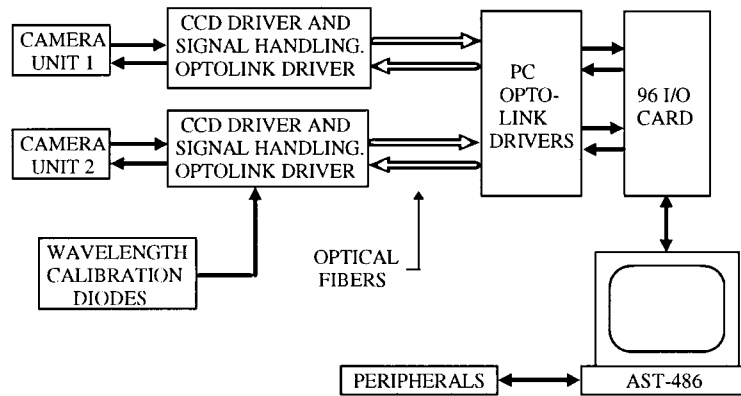 CAMERA
UNIT 1
CCD DRIVER AND
SIGNAL HANDLING.
OPTOLINK DRIVER
PC
OPTO-
LINK
DRIVERS
96 I/O
CARD
CAMERA
UNIT 2
CCD DRIVER AND
SIGNAL HANDLING.
OPTOLINK DRIVER
WAVELENGTH
CALIBRATION
DIODES
OPTICAL
FIBERS
PERIPHERALS
AST-486